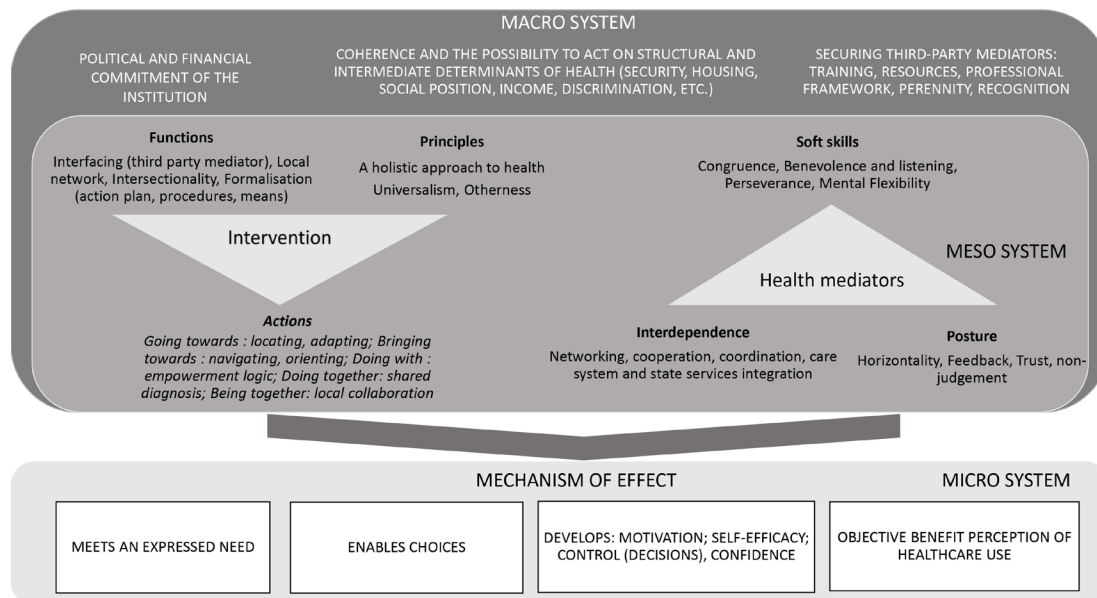 MACRO SYSTEM
POLITICAL AND FINANCIAL
COMMITMENT OF THE
INSTITUTION
COHERENCE AND THE POSSIBILITY TO ACT ON STRUCTURAL AND
INTERMEDIATE DETERMINANTS OF HEALTH (SECURITY, HOUSING,
SOCIAL POSITION, INCOME, DISCRIMINATION, ETC.)
SECURING THIRD-PARTY MEDIATORS:
TRAINING, RESOURCES, PROFESSIONAL
FRAMEWORK, PERENNITY, RECOGNITION
Functions
Interfacing (third party mediator), Local
network, Intersectionality, Formalisation
(action plan, procedures, means)
Principles
A holistic approach to health
Universalism, Otherness
Soft skills
Congruence, Benevolence and listening,
Perseverance, Mental Flexibility
Intervention
MESO SYSTEM
Health mediators
Actions
Going towards : locating, adapting; Bringing
towards : navigating, orienting; Doing with :
empowerment logic; Doing together: shared
diagnosis; Being together: local collaboration
Interdependence
Networking, cooperation, coordination, care
system and state services integration
Posture
Horizontality, Feedback, Trust, non-
judgement
MECHANISM OF EFFECT
MICRO SYSTEM
MEETS AN EXPRESSED NEED
ENABLES CHOICES
DEVELOPS: MOTIVATION; SELF-EFFICACY;
CONTROL (DECISIONS), CONFIDENCE
OBJECTIVE BENEFIT PERCEPTION OF
HEALTHCARE USE